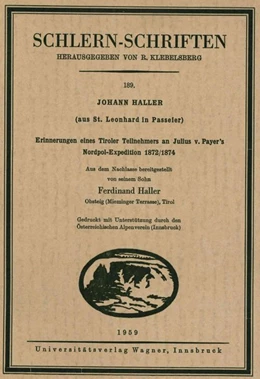 SCHLERN-SCHRIFTEN
HERAUSGEGEBEN VON R. KLEBELSBERG
189.
JOHANN HALLER
(aus St. Leonhard in Passeier)
Erinnerungen eines Tiroler Teilnehmers an Julius v. Payer's
Nordpol-Expedition 1872/1874
Aus dem Nachlasse bereitgestellt
von seinem Sohn
Ferdinand Haller
Obsteig (Mieminger Terrasse), Tirol
Gedruckt mit Unterstützung durch den
Österreichischen Alpenverein (Innsbruck)
1959
Universitätsverlag Wagner, Innsbruck